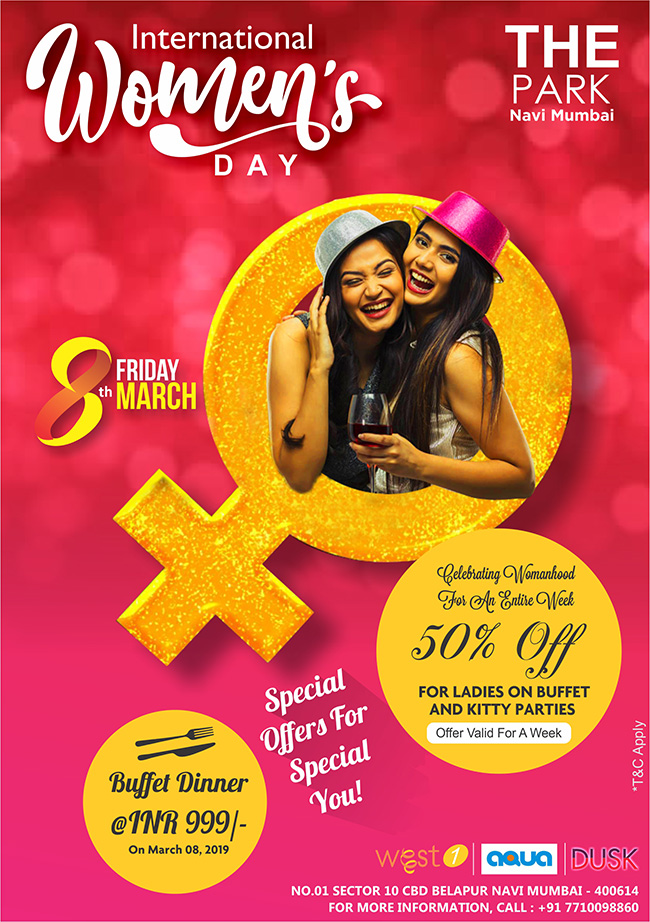 International
Women's
DAY
THE
PARK
Navi Mumbai
8th FRIDAY
MARCH
Celebrating Womanhood
For An Entire Week
50% Off
FOR LADIES ON BUFFET
AND KITTY PARTIES
Offer Valid For A Week
Special
Offers For
Special
You!
Buffet Dinner
@INR 999/-
On March 08, 2019
*T&C Apply
west 1 aqua DUSK
NO.01 SECTOR 10 CBD BELAPUR NAVI MUMBAI - 400614
FOR MORE INFORMATION, CALL : +91 7710098860